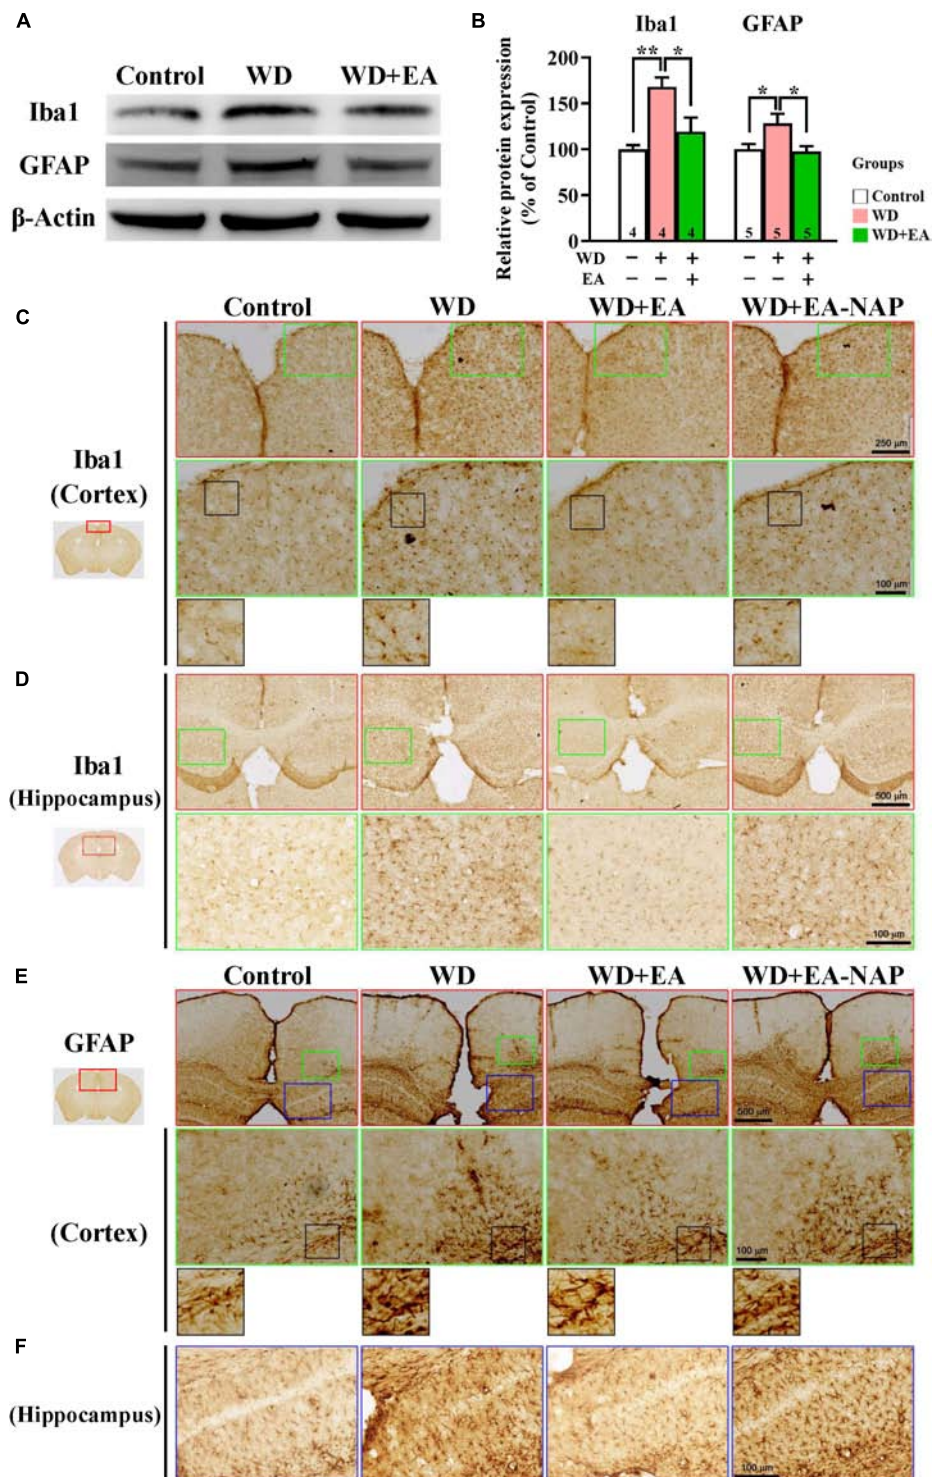 A
Control WD WD+EA
Iba1
GFAP
β-Actin
B
Iba1 GFAP
Relative protein expression
(% of Control)
200
150
100
50
0
** *
* *
4 4 4 5 5 5
WD − + + − + +
EA − − + − − +
Groups
Control
WD
WD+EA
C
Control WD WD+EA WD+EA-NAP
Iba1
(Cortex)
250 μm
100 μm
D
Iba1
(Hippocampus)
500 μm
100 μm
E
Control WD WD+EA WD+EA-NAP
GFAP
500 μm
(Cortex)
100 μm
F
(Hippocampus)
100 μm